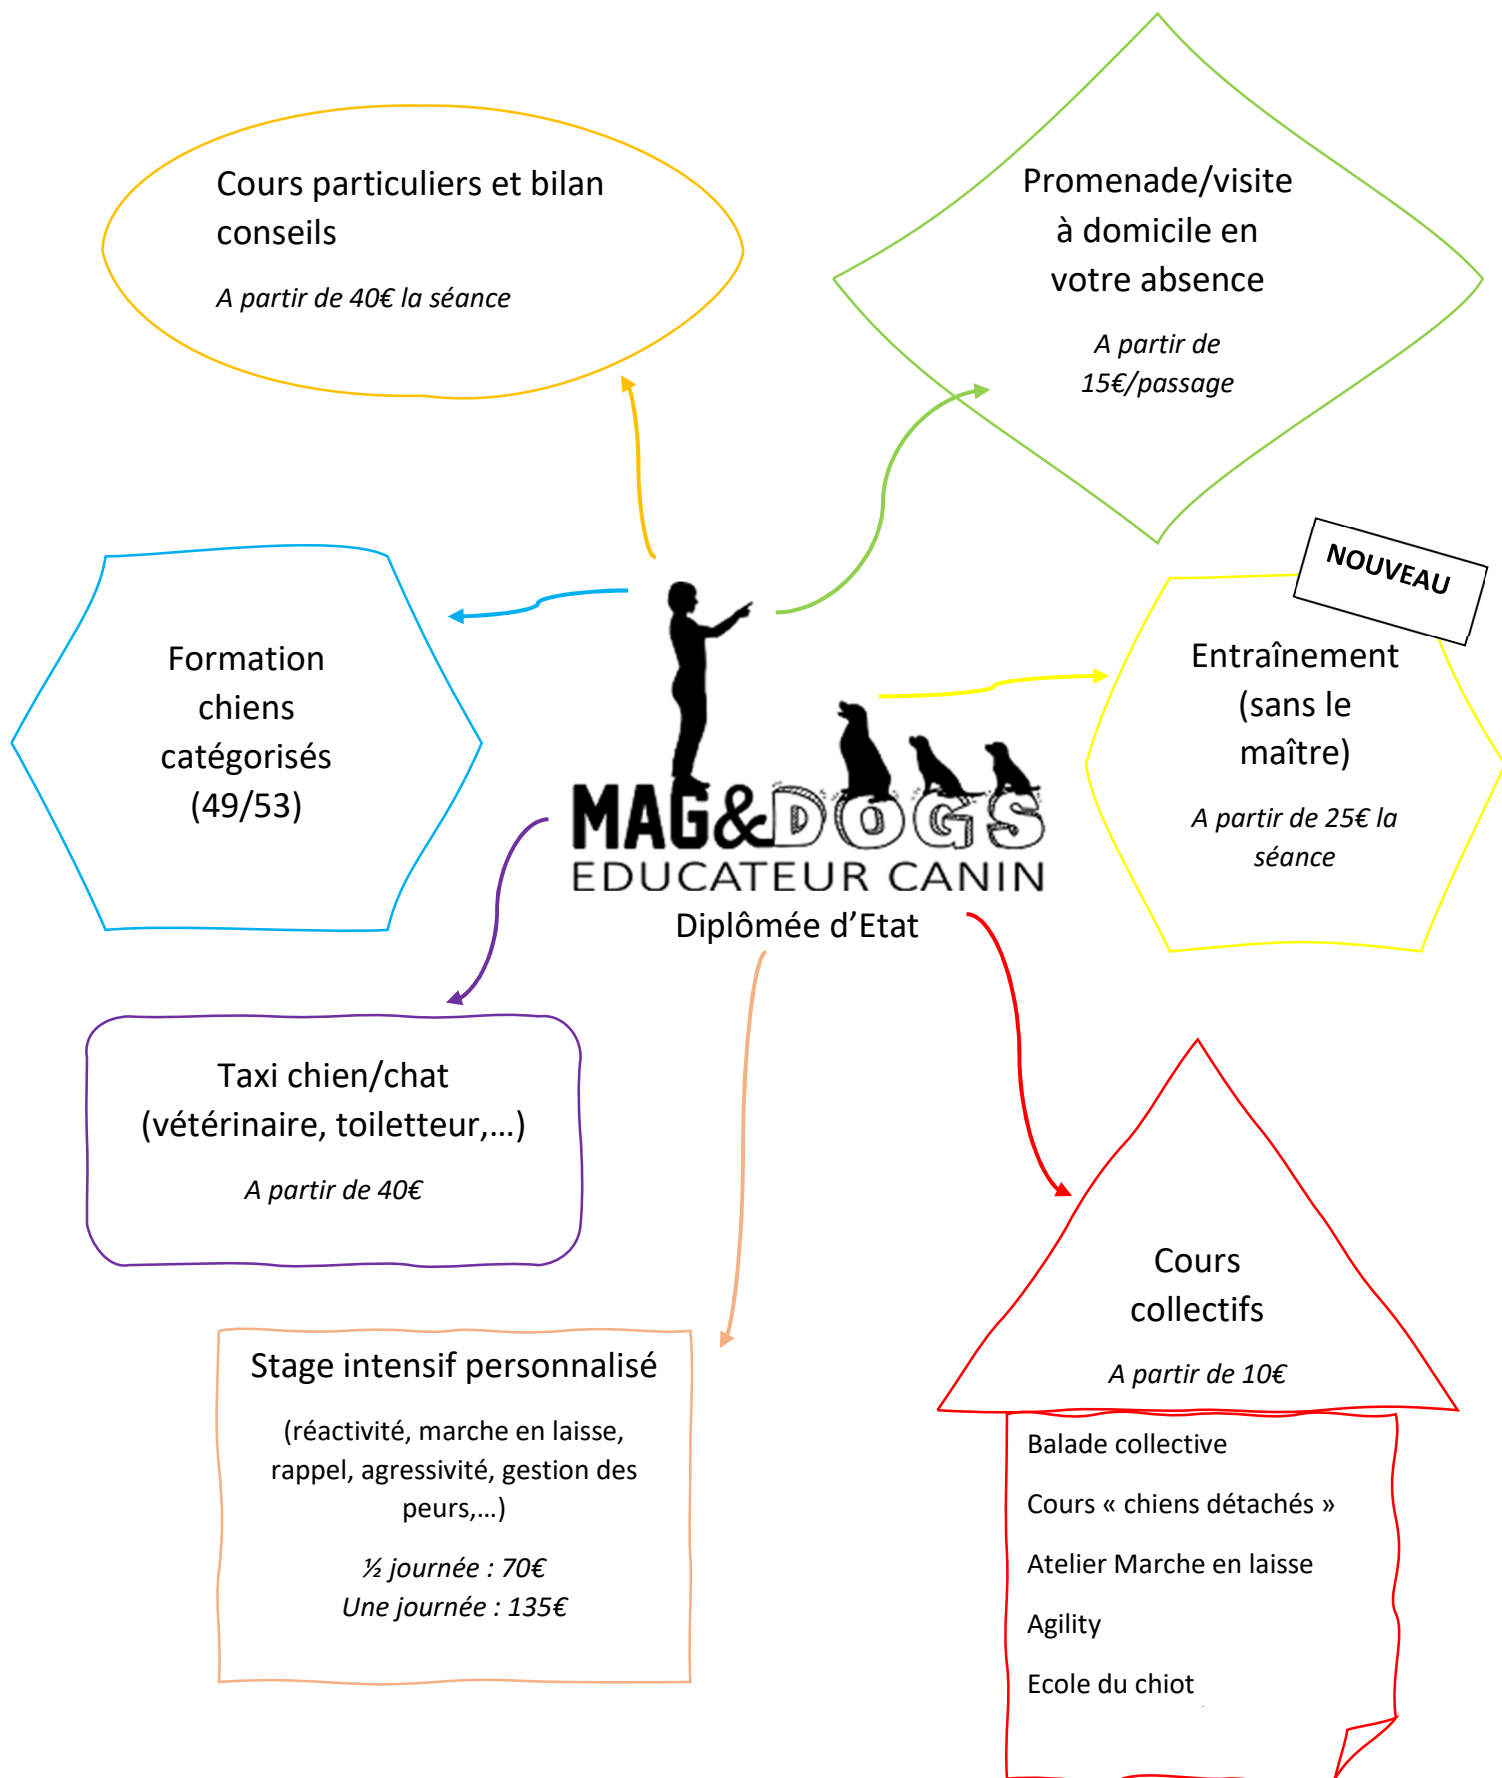 Cours particuliers et bilan
conseils
A partir de 40€ la séance
Promenade/visite
à domicile en
votre absence
A partir de
15€/passage
NOUVEAU
Formation
chiens
catégorisés
(49/53)
Entraînement
(sans le
maître)
A partir de 25€ la
séance
MAG&DOGS
EDUCATEUR CANIN
Diplômée d’Etat
Taxi chien/chat
(vétérinaire, toiletteur,…)
A partir de 40€
Stage intensif personnalisé
(réactivité, marche en laisse,
rappel, agressivité, gestion des
peurs,…)
½ journée : 70€
Une journée : 135€
Cours
collectifs
A partir de 10€
Balade collective
Cours « chiens détachés »
Atelier Marche en laisse
Agility
Ecole du chiot